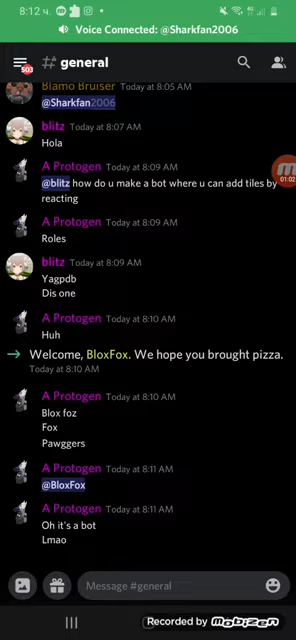 8:12 ч.
Voice Connected: @Sharkfan2006
503
general
Blamo Bruiser Today at 8:05 AM
@Sharkfan2006
blitz Today at 8:07 AM
Hola
A Protogen Today at 8:09 AM
@blitz how do u make a bot where u can add tiles by
reacting
01:02
A Protogen Today at 8:09 AM
Roles
blitz Today at 8:09 AM
Yagpdb
Dis one
A Protogen Today at 8:10 AM
Huh
Welcome, BloxFox. We hope you brought pizza.
Today at 8:10 AM
A Protogen Today at 8:10 AM
Blox foz
Fox
Pawggers
A Protogen Today at 8:11 AM
@BloxFox
A Protogen Today at 8:11 AM
Oh it's a bot
Lmao
Message #general
Recorded by Mobizen